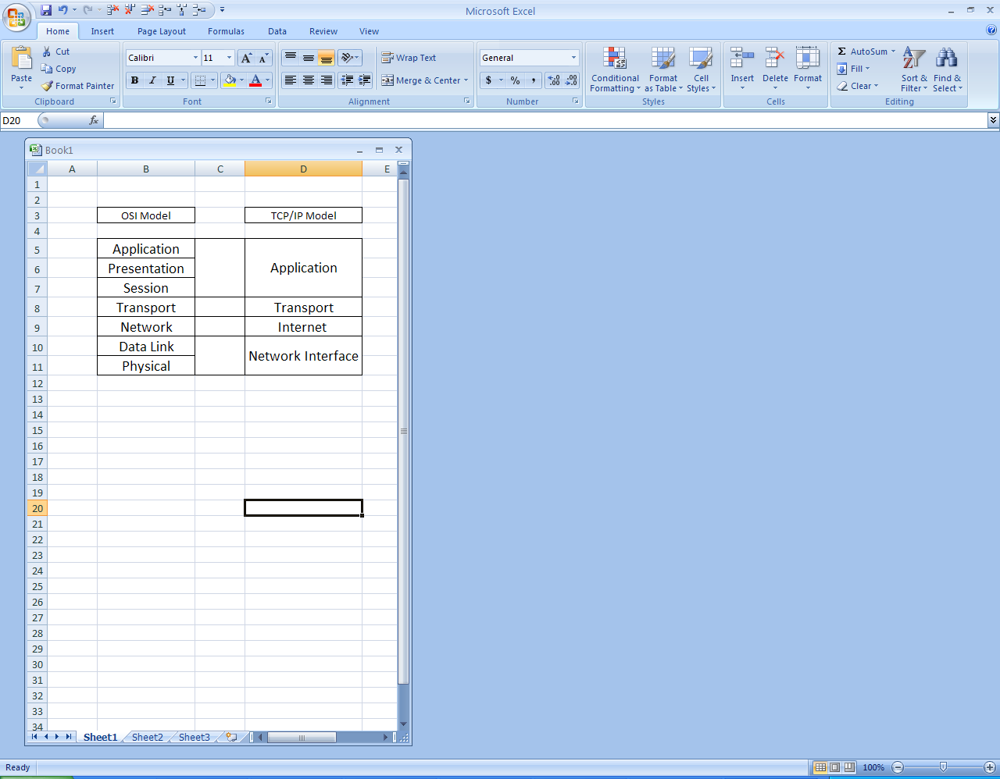 Microsoft Excel
Home Insert Page Layout Formulas Data Review View
Paste Cut Copy Format Painter Clipboard
Calibri 11 B I U Font
Wrap Text Merge & Center Alignment
General $ % , Number
Conditional Formatting Format as Table Cell Styles Styles
Insert Delete Format Cells
Σ AutoSum Fill Clear Sort & Filter Find & Select Editing
D20 fx
Book1
A B C D E
1
2
3 OSI Model TCP/IP Model
4
5 Application
6 Presentation Application
7 Session
8 Transport Transport
9 Network Internet
10 Data Link Network Interface
11 Physical
12
13
14
15
16
17
18
19
20
21
22
23
24
25
26
27
28
29
30
31
32
33
34
Sheet1 Sheet2 Sheet3
Ready 100%